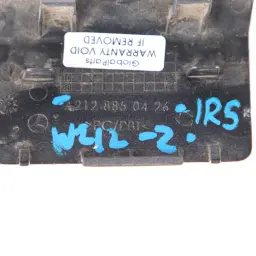 GlobalParts
WARRANTY VOID
IF REMOVED
A 212 885 04 26
>PC/PBT<
W212 -2. IRS